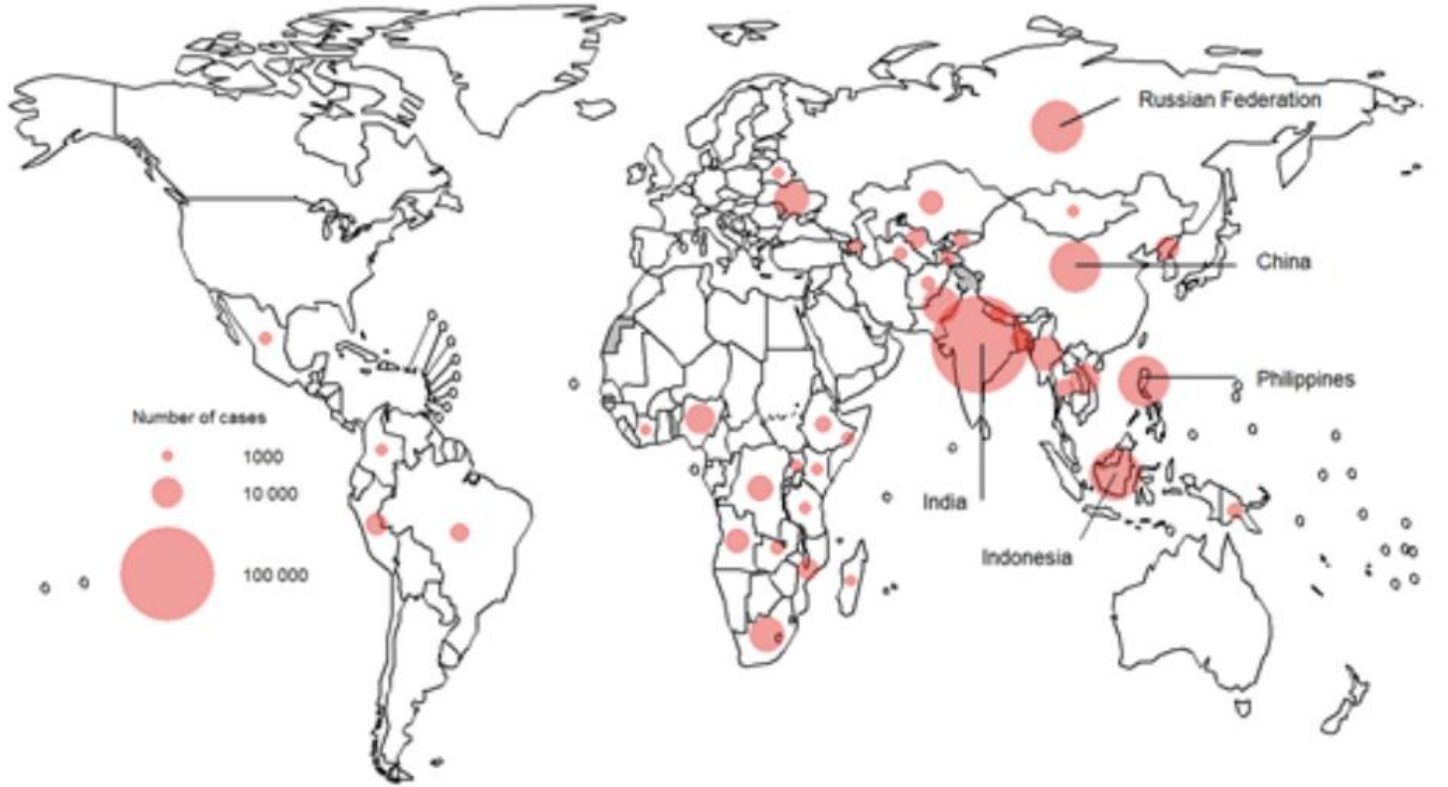 Russian Federation
China
Philippines
Number of cases
1000
10 000
India
Indonesia
100 000